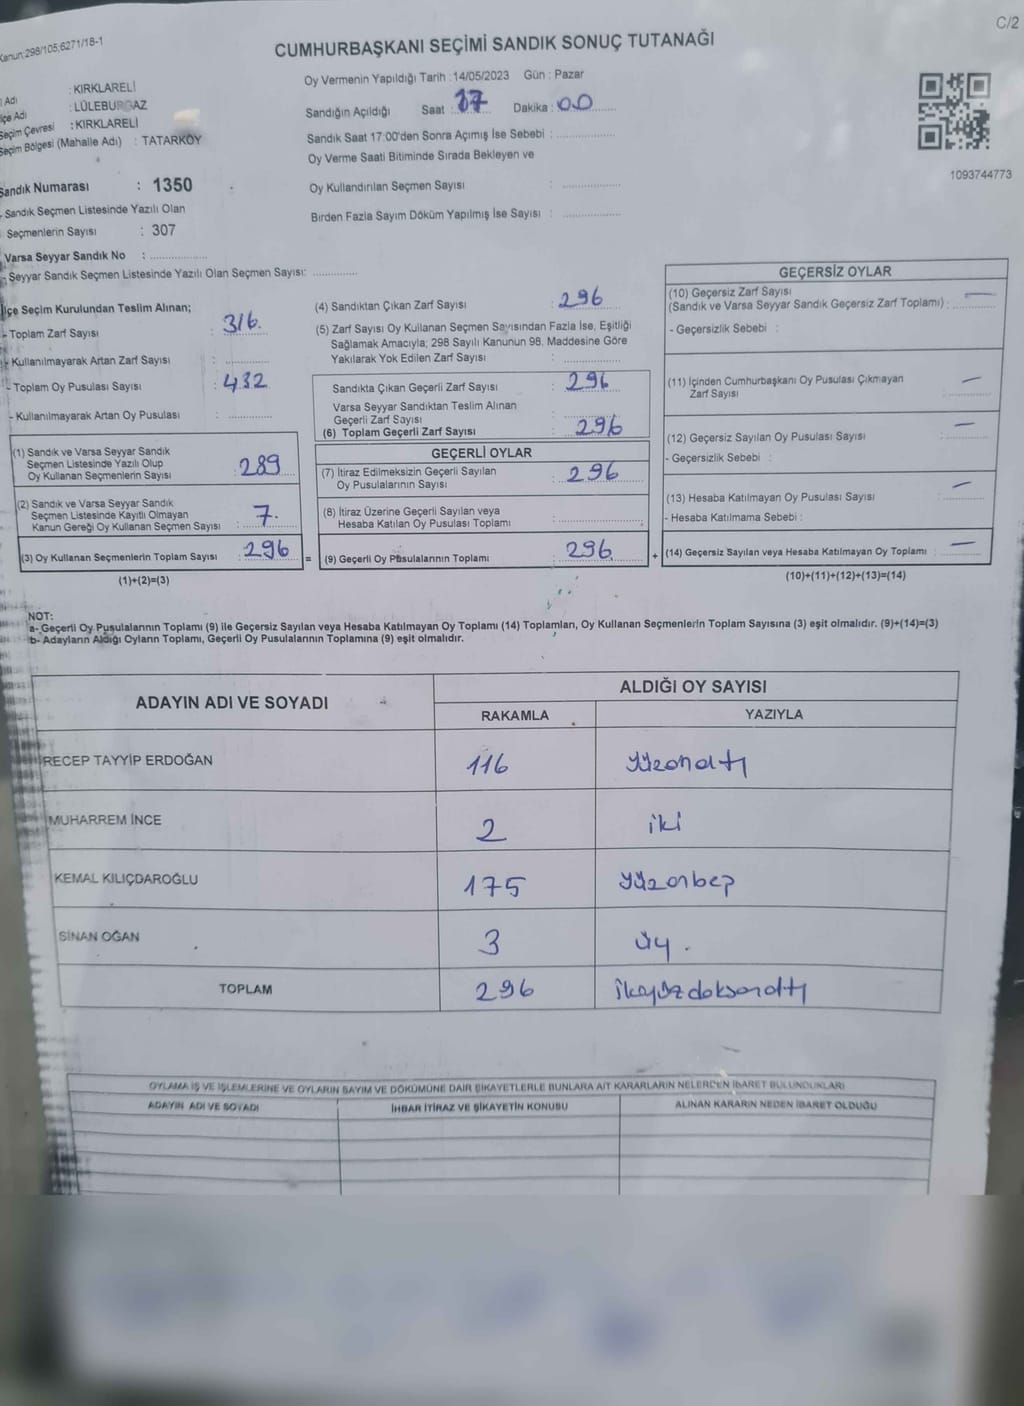 Kanun:298/105,6271/18-1
C/2
CUMHURBAŞKANI SEÇİMİ SANDIK SONUÇ TUTANAĞI
Adı : KIRKLARELİ
İlçe Adı : LÜLEBURGAZ
Seçim Çevresi : KIRKLARELİ
Seçim Bölgesi (Mahalle Adı) : TATARKÖY
Sandık Numarası : 1350
- Sandık Seçmen Listesinde Yazılı Olan
Seçmenlerin Sayısı : 307
Varsa Seyyar Sandık No :
- Seyyar Sandık Seçmen Listesinde Yazılı Olan Seçmen Sayısı:
Oy Vermenin Yapıldığı Tarih : 14/05/2023 Gün : Pazar
Sandığın Açıldığı Saat : 17 Dakika : 00
Sandık Saat 17:00'den Sonra Açımış İse Sebebi :
Oy Verme Saati Bitiminde Sırada Bekleyen ve
Oy Kullandırılan Seçmen Sayısı :
Birden Fazla Sayım Döküm Yapılmış İse Sayısı :
1093744773
İlçe Seçim Kurulundan Teslim Alınan;
- Toplam Zarf Sayısı : 316.
- Kullanılmayarak Artan Zarf Sayısı :
- Toplam Oy Pusulası Sayısı : 432
- Kullanılmayarak Artan Oy Pusulası :
(1) Sandık ve Varsa Seyyar Sandık
Seçmen Listesinde Yazılı Olup
Oy Kullanan Seçmenlerin Sayısı : 289
(2) Sandık ve Varsa Seyyar Sandık
Seçmen Listesinde Kayıtlı Olmayan
Kanun Gereği Oy Kullanan Seçmen Sayısı : 7.
(3) Oy Kullanan Seçmenlerin Toplam Sayısı : 296
(1)+(2)=(3)
(4) Sandıktan Çıkan Zarf Sayısı : 296
(5) Zarf Sayısı Oy Kullanan Seçmen Sayısından Fazla İse, Eşitliği
Sağlamak Amacıyla; 298 Sayılı Kanunun 98. Maddesine Göre
Yakılarak Yok Edilen Zarf Sayısı :
Sandıkta Çıkan Geçerli Zarf Sayısı : 296
Varsa Seyyar Sandıktan Teslim Alınan
Geçerli Zarf Sayısı :
(6) Toplam Geçerli Zarf Sayısı : 296
GEÇERLİ OYLAR
(7) İtiraz Edilmeksizin Geçerli Sayılan
Oy Pusulalarının Sayısı : 296
(8) İtiraz Üzerine Geçerli Sayılan veya
Hesaba Katılan Oy Pusulası Toplamı :
= (9) Geçerli Oy Pusulalarının Toplamı : 296 +
GEÇERSİZ OYLAR
(10) Geçersiz Zarf Sayısı
(Sandık ve Varsa Seyyar Sandık Geçersiz Zarf Toplamı) : —
- Geçersizlik Sebebi :
(11) İçinden Cumhurbaşkanı Oy Pusulası Çıkmayan
Zarf Sayısı : —
(12) Geçersiz Sayılan Oy Pusulası Sayısı : —
- Geçersizlik Sebebi :
(13) Hesaba Katılmayan Oy Pusulası Sayısı : —
- Hesaba Katılmama Sebebi :
(14) Geçersiz Sayılan veya Hesaba Katılmayan Oy Toplamı : —
(10)+(11)+(12)+(13)=(14)
NOT:
a- Geçerli Oy Pusulalarının Toplamı (9) ile Geçersiz Sayılan veya Hesaba Katılmayan Oy Toplamı (14) Toplamları, Oy Kullanan Seçmenlerin Toplam Sayısına (3) eşit olmalıdır. (9)+(14)=(3)
b- Adayların Aldığı Oyların Toplamı, Geçerli Oy Pusulalarının Toplamına (9) eşit olmalıdır.
ADAYIN ADI VE SOYADI
ALDIĞI OY SAYISI
RAKAMLA YAZIYLA
RECEP TAYYİP ERDOĞAN 116 yüzonaltı
MUHARREM İNCE 2 iki
KEMAL KILIÇDAROĞLU 175 yüzonbeş
SİNAN OĞAN 3 üç.
TOPLAM 296 ikiyüzdoksanaltı
OYLAMA İŞ VE İŞLEMLERİNE VE OYLARIN SAYIM VE DÖKÜMÜNE DAİR ŞİKAYETLERLE BUNLARA AİT KARARLARIN NELERDEN İBARET BULUNDUKLARI
ADAYIN ADI VE SOYADI İHBAR İTİRAZ VE ŞİKAYETİN KONUSU ALINAN KARARIN NEDEN İBARET OLDUĞU